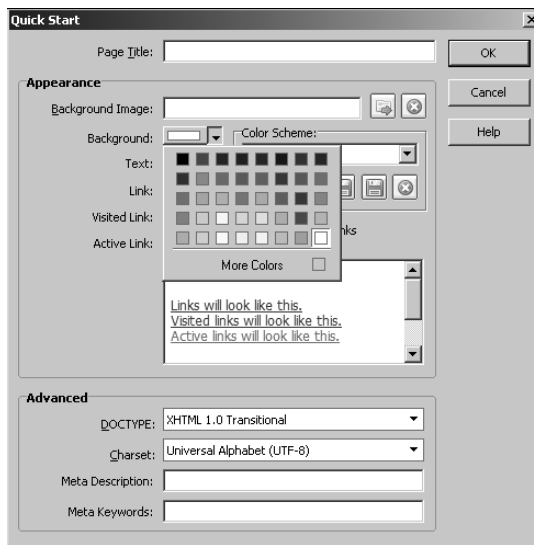 Quick Start
Page Title:
OK
Appearance
Cancel
Background Image:
Background:
Color Scheme:
Help
Text:
Link:
Visited Link:
Active Link:
More Colors
Links will look like this.
Visited links will look like this.
Active links will look like this.
Advanced
DOCTYPE: XHTML 1.0 Transitional
Charset: Universal Alphabet (UTF-8)
Meta Description:
Meta Keywords: